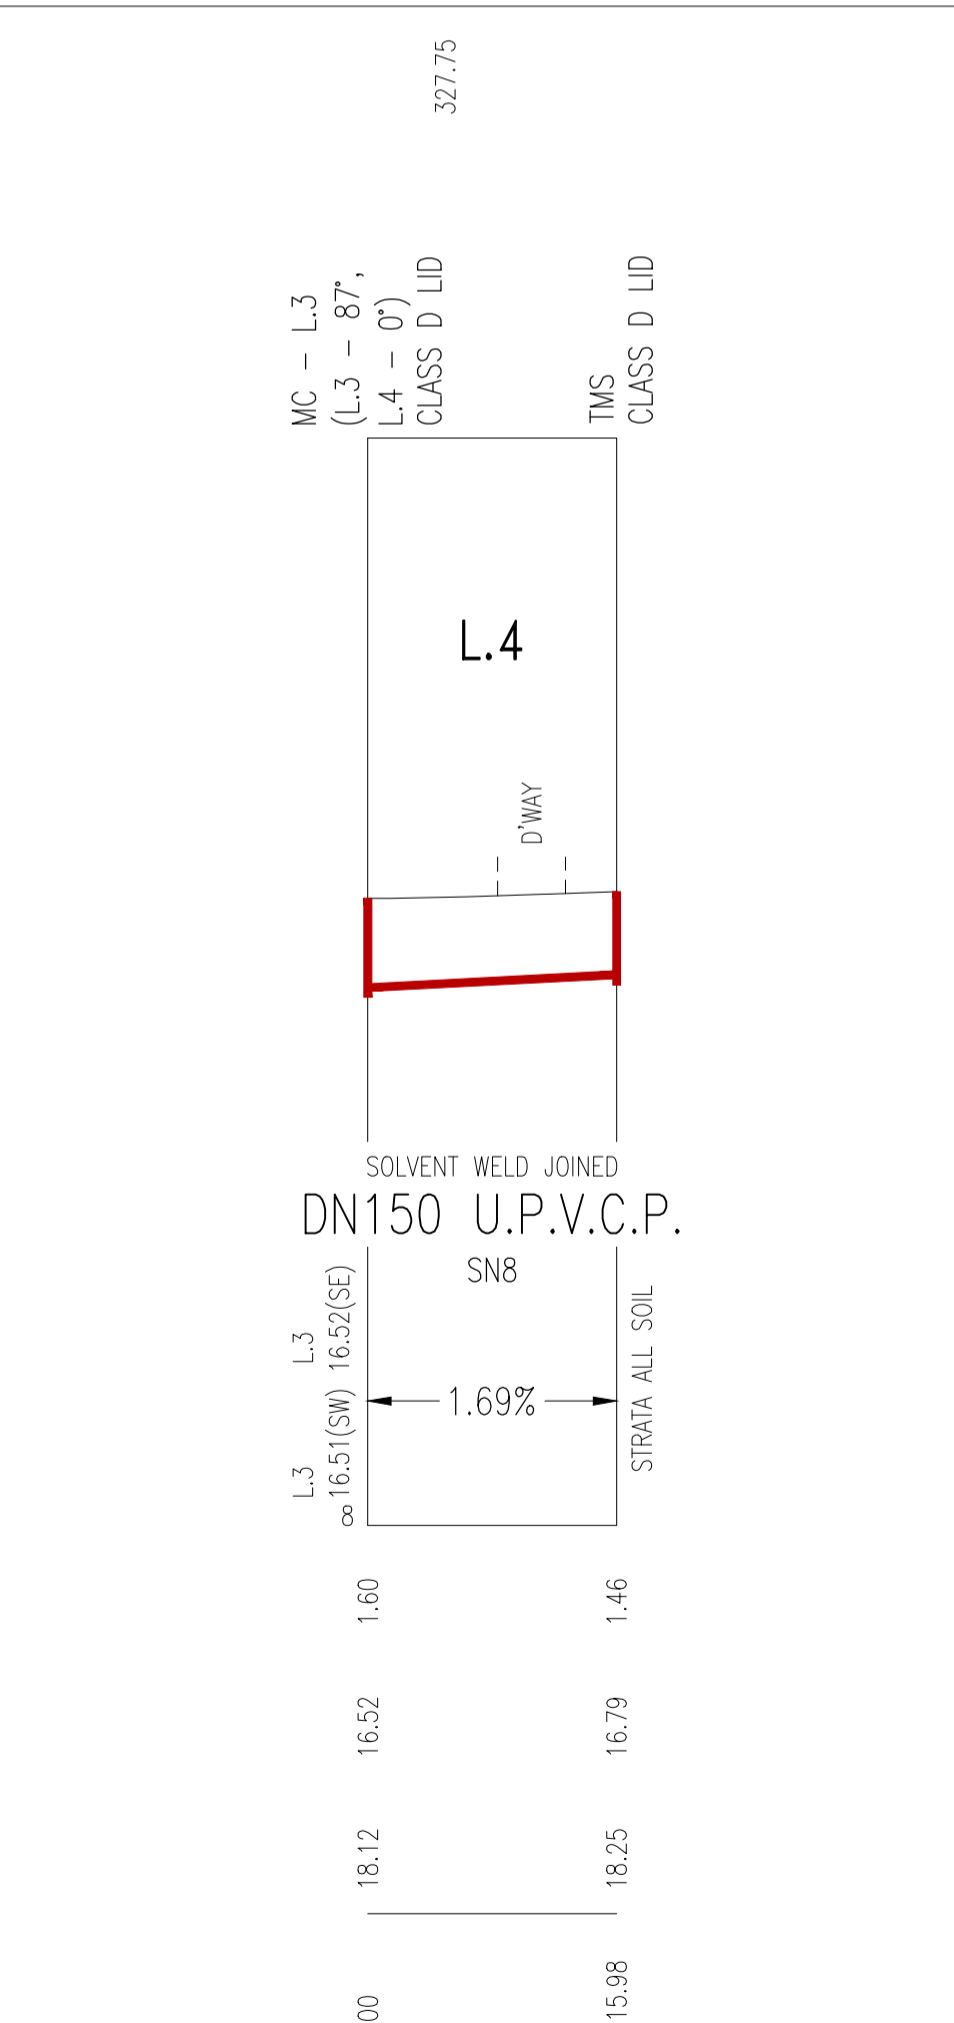 327.75
MC - L.3
(L.3 - 87°,
L.4 - 0°)
CLASS D LID
TMS
CLASS D LID
L.4
D'WAY
SOLVENT WELD JOINED
DN150 U.P.V.C.P.
SN8
L.3 L.3
∞ 16.51(SW) 16.52(SE)
1.69%
STRATA ALL SOIL
1.60
1.46
16.52
16.79
18.12
18.25
00
15.98